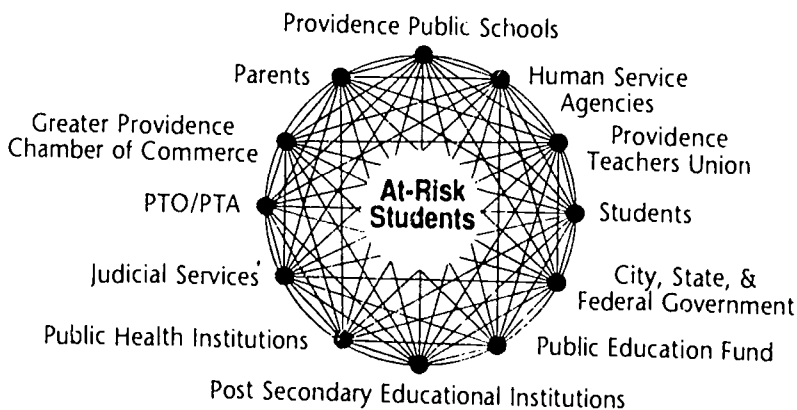 Providence Public Schools
Parents
Human Service
Agencies
Greater Providence
Chamber of Commerce
Providence
Teachers Union
At-Risk
Students
PTO/PTA
Students
Judicial Services
City, State, &
Federal Government
Public Health Institutions
Public Education Fund
Post Secondary Educational Institutions